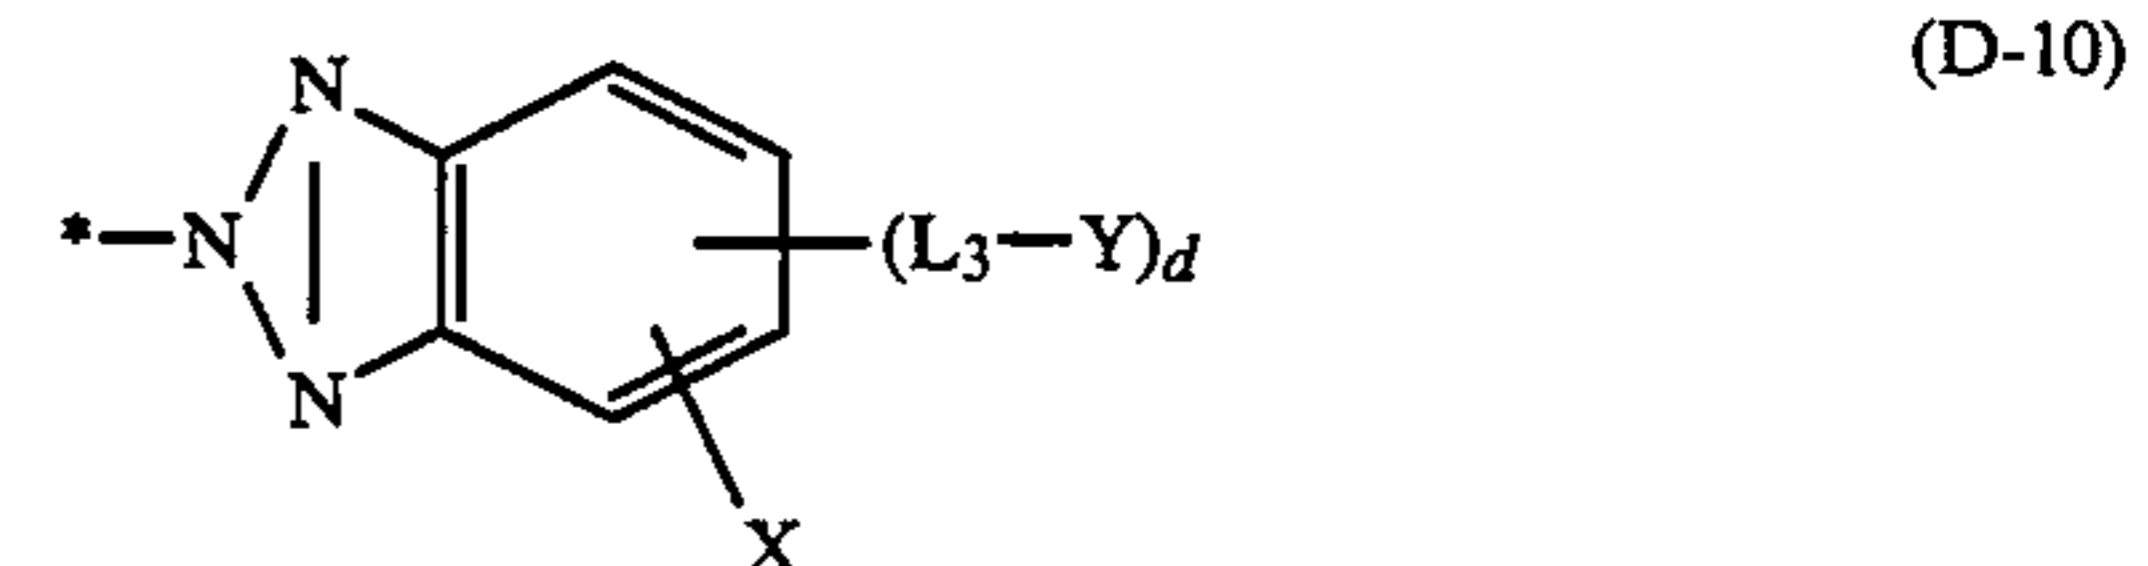 (D-10)
N
*—N
(L3—Y)d
N
X